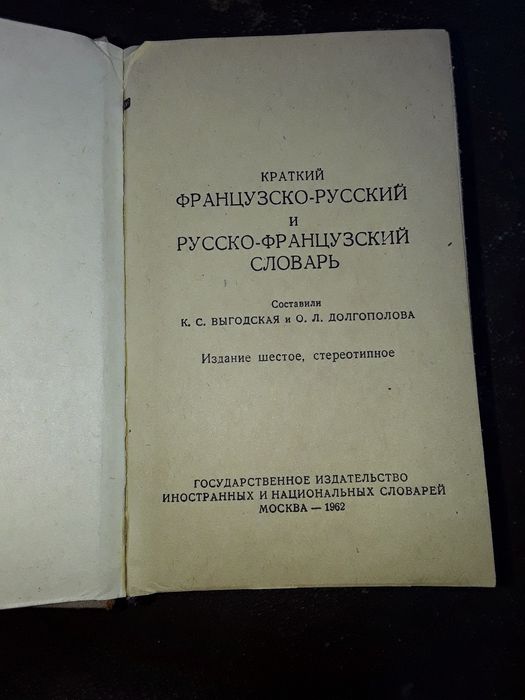 КРАТКИЙ
ФРАНЦУЗСКО-РУССКИЙ
И
РУССКО-ФРАНЦУЗСКИЙ
СЛОВАРЬ
Составили
К. С. ВЫГОДСКАЯ и О. Л. ДОЛГОПОЛОВА
Издание шестое, стереотипное
ГОСУДАРСТВЕННОЕ ИЗДАТЕЛЬСТВО
ИНОСТРАННЫХ И НАЦИОНАЛЬНЫХ СЛОВАРЕЙ
МОСКВА — 1962